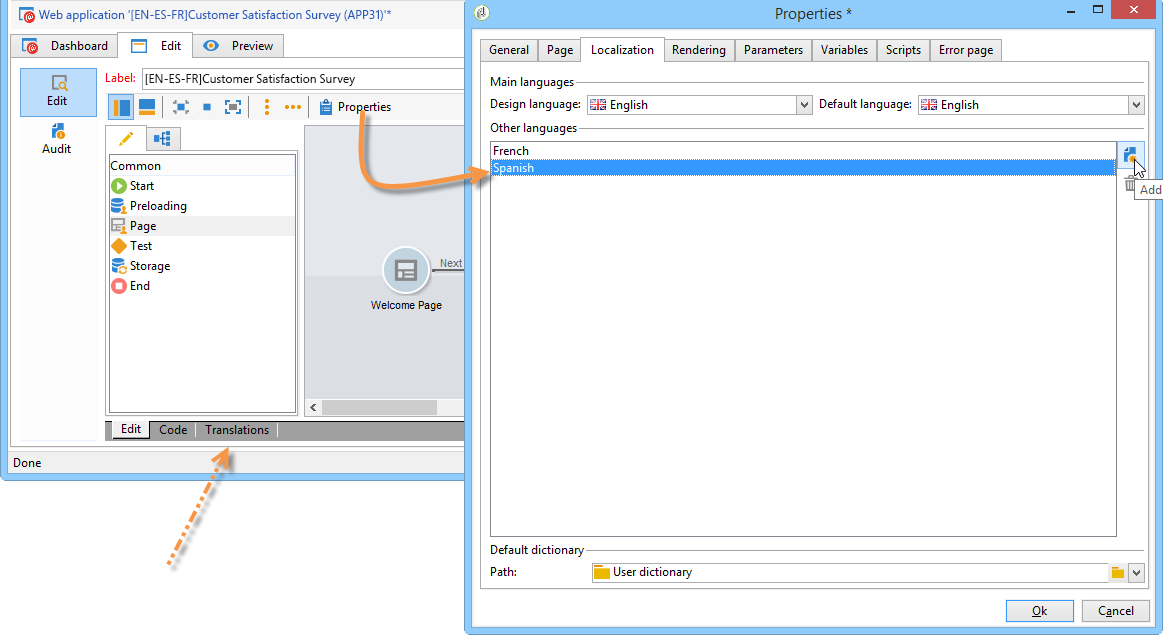 Web application '[EN-ES-FR]Customer Satisfaction Survey (APP31)'*
Dashboard
Edit
Preview
Edit
Audit
Label: [EN-ES-FR]Customer Satisfaction Survey
Properties
Common
Start
Preloading
Page
Test
Storage
End
Next
Welcome Page
Edit
Code
Translations
Done
Properties *
General
Page
Localization
Rendering
Parameters
Variables
Scripts
Error page
Main languages
Design language: English
Default language: English
Other languages
French
Spanish
Add
Default dictionary
Path: User dictionary
Ok
Cancel